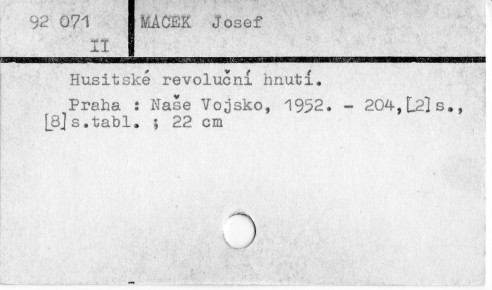 92 071 MACEK Josef
II
Husitské revoluční hnutí.
Praha : Naše Vojsko, 1952. - 204,[2]s.,
[8]s.tabl. ; 22 cm